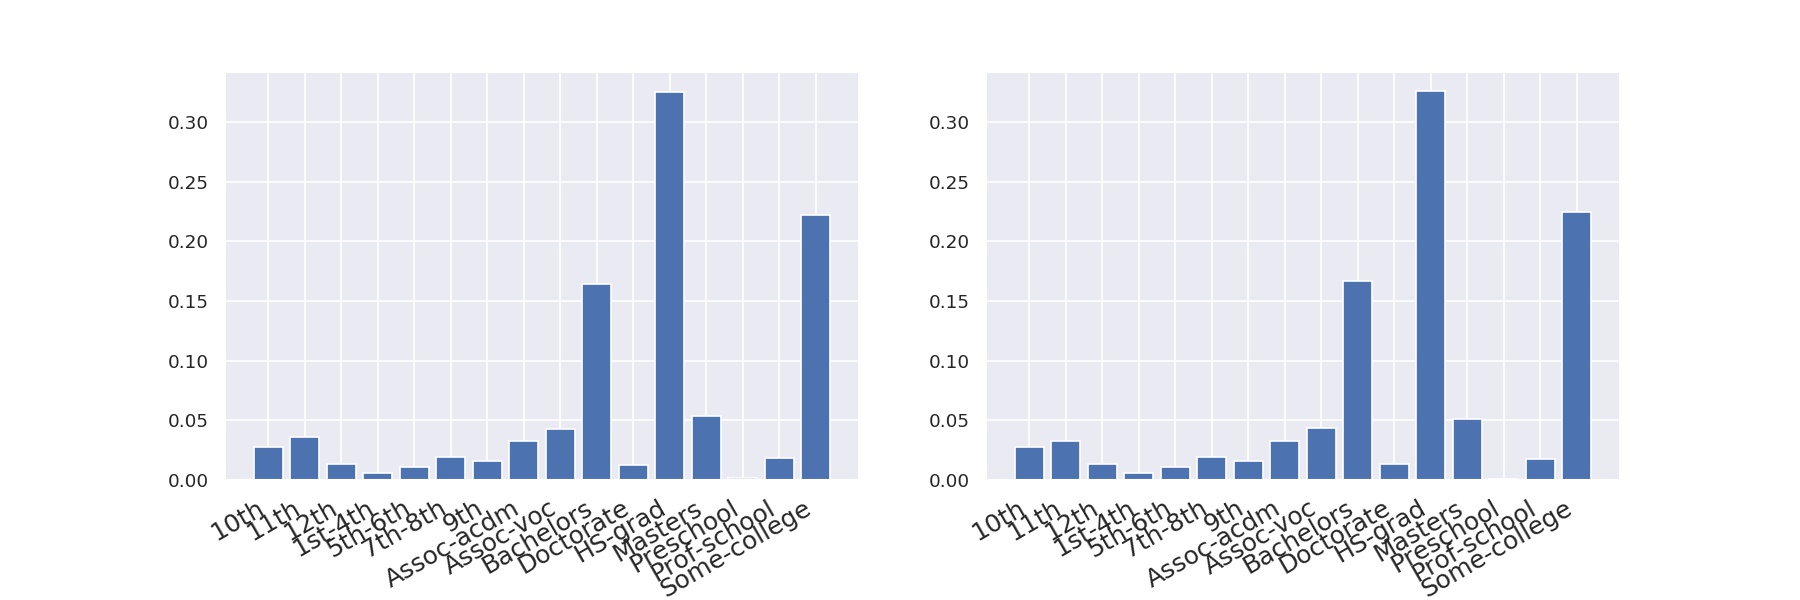 0.30
0.25
0.20
0.15
0.10
0.05
0.00
10th
11th
12th
1st-4th
5th-6th
7th-8th
9th
Assoc-acdm
Assoc-voc
Bachelors
Doctorate
HS-grad
Masters
Preschool
Prof-school
Some-college
0.30
0.25
0.20
0.15
0.10
0.05
0.00
10th
11th
12th
1st-4th
5th-6th
7th-8th
9th
Assoc-acdm
Assoc-voc
Bachelors
Doctorate
HS-grad
Masters
Preschool
Prof-school
Some-college